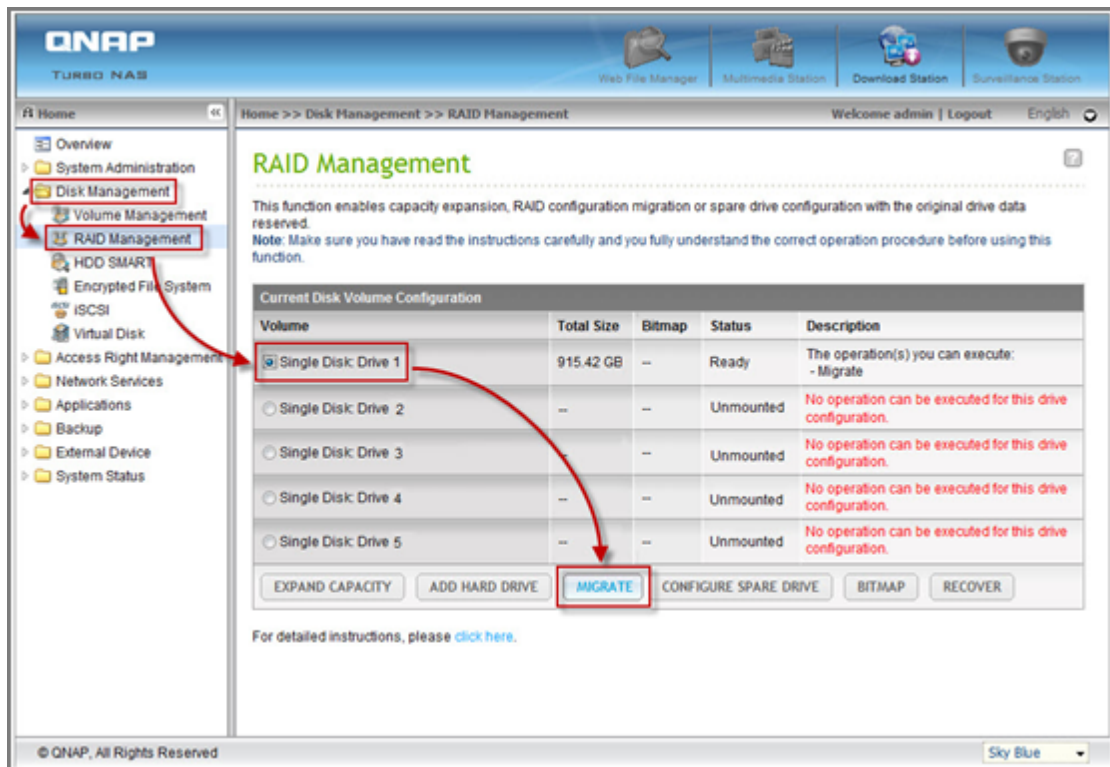 QNAP
TURBO NAS
Web File Manager
Multimedia Station
Download Station
Surveillance Station
Home
Home >> Disk Management >> RAID Management
Welcome admin | Logout
English
Overview
System Administration
Disk Management
Volume Management
RAID Management
HDD SMART
Encrypted File System
iSCSI
Virtual Disk
Access Right Management
Network Services
Applications
Backup
External Device
System Status
RAID Management
This function enables capacity expansion, RAID configuration migration or spare drive configuration with the original drive data
reserved.
Note: Make sure you have read the instructions carefully and you fully understand the correct operation procedure before using this
function.
Current Disk Volume Configuration
Volume Total Size Bitmap Status Description
Single Disk: Drive 1 915.42 GB -- Ready The operation(s) you can execute:
- Migrate
Single Disk: Drive 2 -- -- Unmounted No operation can be executed for this drive
configuration.
Single Disk: Drive 3 -- -- Unmounted No operation can be executed for this drive
configuration.
Single Disk: Drive 4 -- -- Unmounted No operation can be executed for this drive
configuration.
Single Disk: Drive 5 -- -- Unmounted No operation can be executed for this drive
configuration.
EXPAND CAPACITY ADD HARD DRIVE MIGRATE CONFIGURE SPARE DRIVE BITMAP RECOVER
For detailed instructions, please click here.
© QNAP, All Rights Reserved
Sky Blue